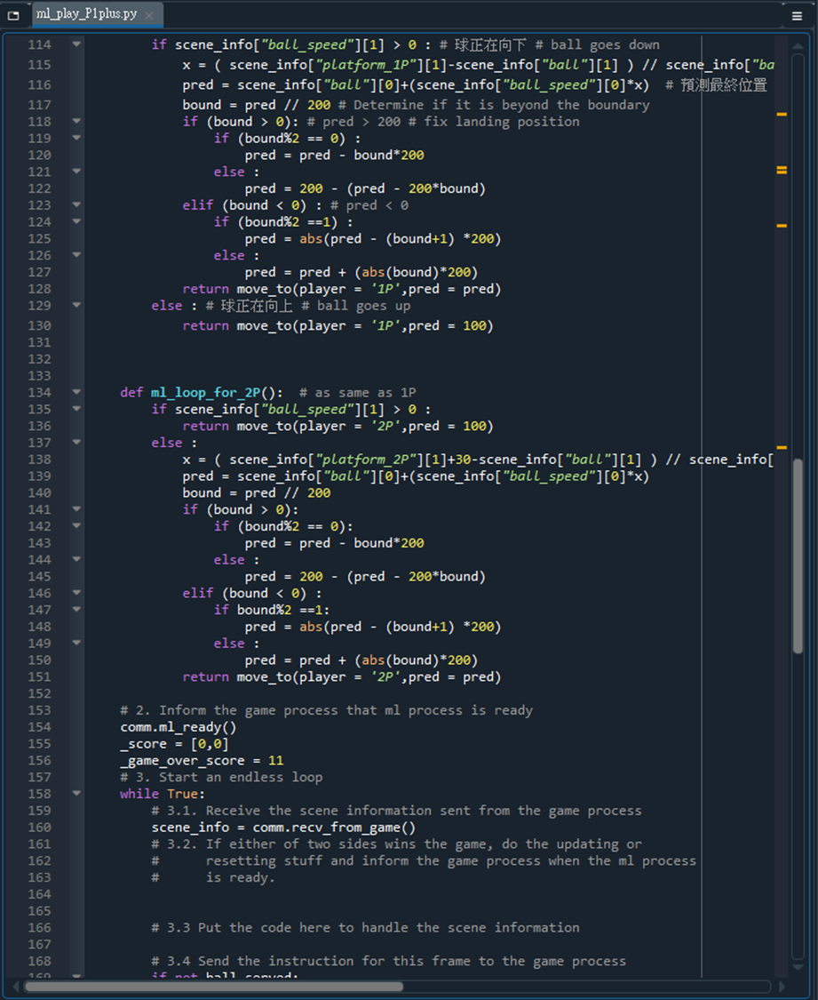 ml_play_P1plus.py
114 if scene_info["ball_speed"][1] > 0 : # 球正在向下 # ball goes down
115 x = ( scene_info["platform_1P"][1]-scene_info["ball"][1] ) // scene_info["ba
116 pred = scene_info["ball"][0]+(scene_info["ball_speed"][0]*x) # 預測最終位置
117 bound = pred // 200 # Determine if it is beyond the boundary
118 if (bound > 0): # pred > 200 # fix landing position
119 if (bound%2 == 0) :
120 pred = pred - bound*200
121 else :
122 pred = 200 - (pred - 200*bound)
123 elif (bound < 0) : # pred < 0
124 if (bound%2 ==1) :
125 pred = abs(pred - (bound+1) *200)
126 else :
127 pred = pred + (abs(bound)*200)
128 return move_to(player = '1P',pred = pred)
129 else : # 球正在向上 # ball goes up
130 return move_to(player = '1P',pred = 100)
131
132
133
134 def ml_loop_for_2P(): # as same as 1P
135 if scene_info["ball_speed"][1] > 0 :
136 return move_to(player = '2P',pred = 100)
137 else :
138 x = ( scene_info["platform_2P"][1]+30-scene_info["ball"][1] ) // scene_info[
139 pred = scene_info["ball"][0]+(scene_info["ball_speed"][0]*x)
140 bound = pred // 200
141 if (bound > 0):
142 if (bound%2 == 0):
143 pred = pred - bound*200
144 else :
145 pred = 200 - (pred - 200*bound)
146 elif (bound < 0) :
147 if bound%2 ==1:
148 pred = abs(pred - (bound+1) *200)
149 else :
150 pred = pred + (abs(bound)*200)
151 return move_to(player = '2P',pred = pred)
152
153 # 2. Inform the game process that ml process is ready
154 comm.ml_ready()
155 _score = [0,0]
156 _game_over_score = 11
157 # 3. Start an endless loop
158 while True:
159 # 3.1. Receive the scene information sent from the game process
160 scene_info = comm.recv_from_game()
161 # 3.2. If either of two sides wins the game, do the updating or
162 # resetting stuff and inform the game process when the ml process
163 # is ready.
164
165
166 # 3.3 Put the code here to handle the scene information
167
168 # 3.4 Send the instruction for this frame to the game process
169 if not ball_served: